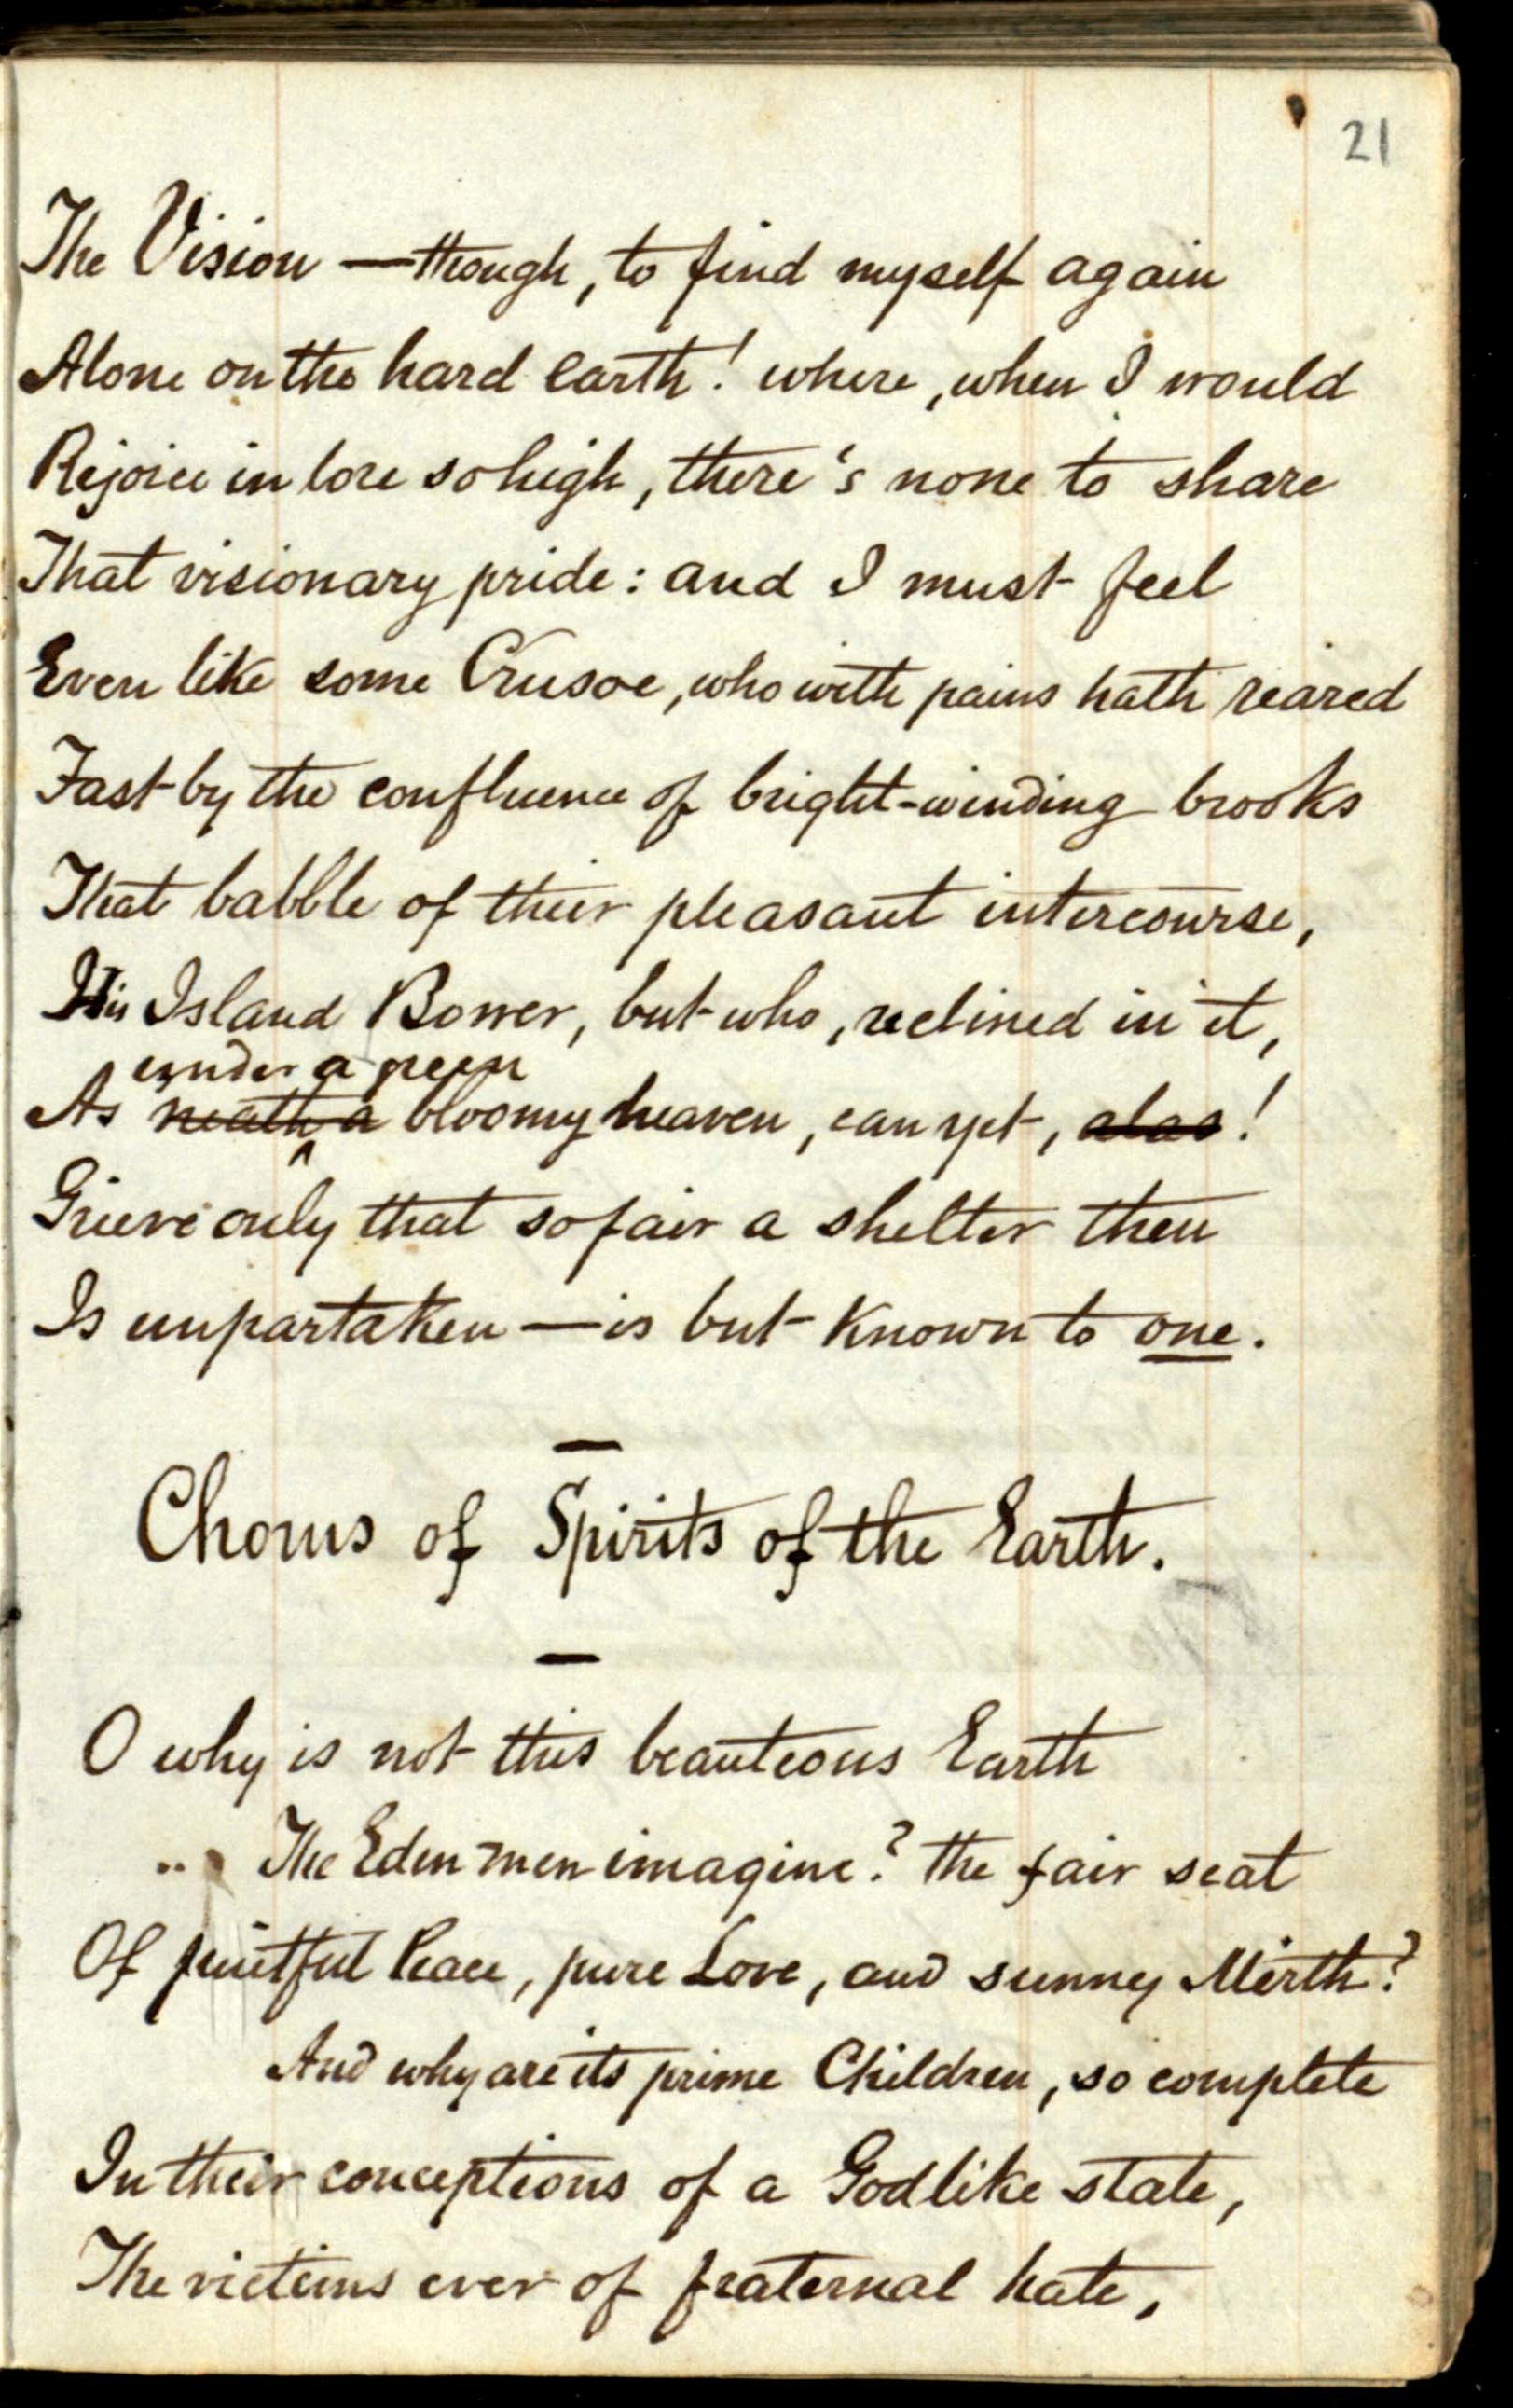 21
The Vision — though, to find myself again
Alone on the hard Earth! where, when I would
Rejoice in lore so high, there's none to share
That visionary pride: and I must feel
Even like some Crusoe, who with pains hath reared
Fast by the confluence of bright-winding brooks
That babble of their pleasant intercourse,
His Island Bower, but who, reclined in it,
under a green
As neath a bloomy heaven, can yet, alas!
Grieve only that so fair a shelter then
Is unpartaken — is but known to one.
Chorus of Spirits of the Earth.
O why is not this beauteous Earth
The Eden men imagine? the fair seat
Of fruitful Peace, pure Love, and sunny Mirth?
And why are its prime Children, so complete
In their conceptions of a Godlike state,
The victims ever of fraternal hate,